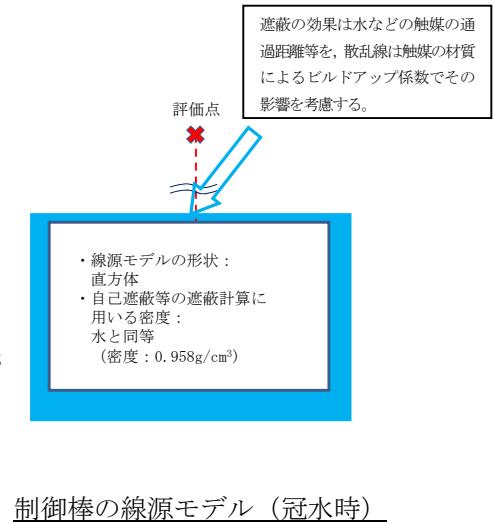 遮蔽の効果は水などの触媒の通
過距離等を，散乱線は触媒の材質
によるビルドアップ係数でその
影響を考慮する。
評価点
・線源モデルの形状：
直方体
・自己遮蔽等の遮蔽計算に
用いる密度：
水と同等
（密度：0.958g/cm³）
制御棒の線源モデル（冠水時）